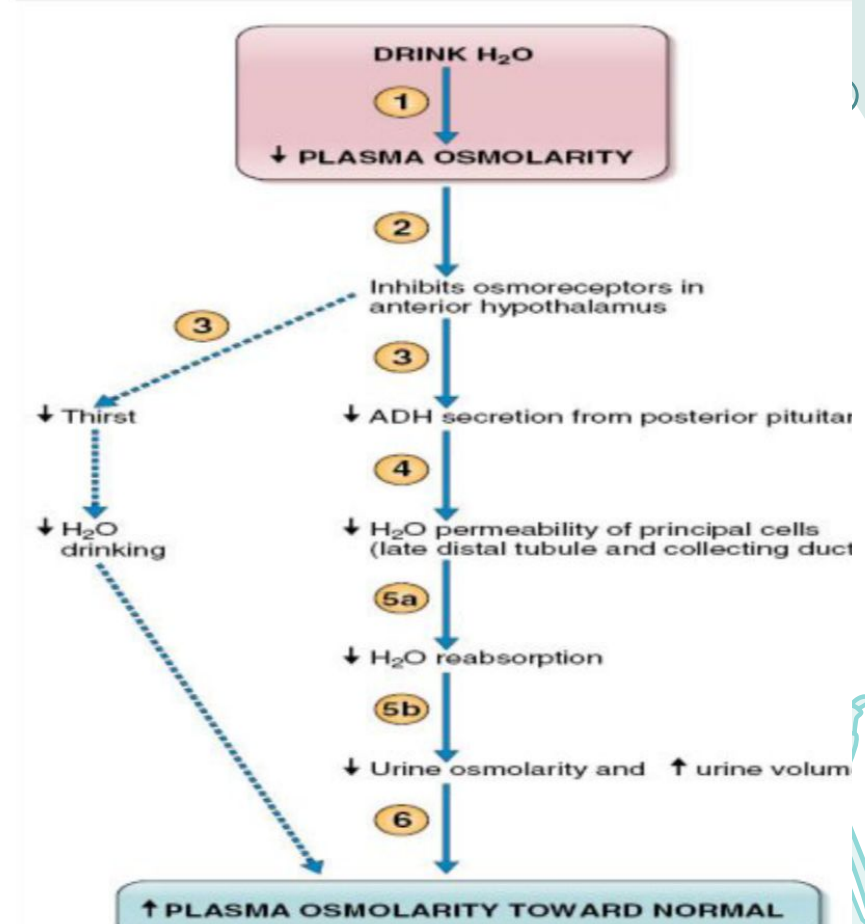 DRINK H₂O
1
↓ PLASMA OSMOLARITY
2
Inhibits osmoreceptors in
anterior hypothalamus
3
3
↓ Thirst
↓ ADH secretion from posterior pituitar
4
↓ H₂O
drinking
↓ H₂O permeability of principal cells
(late distal tubule and collecting duct
5a
↓ H₂O reabsorption
5b
↓ Urine osmolarity and ↑ urine volum
6
↑ PLASMA OSMOLARITY TOWARD NORMAL